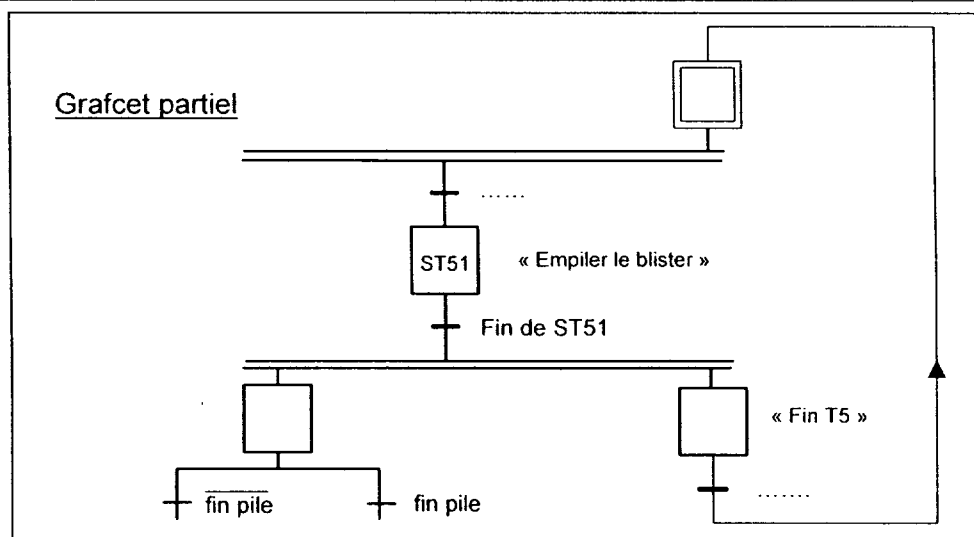 Grafcet partiel
......
ST51 « Empiler le blister »
Fin de ST51
« Fin T5 »
.......
fin pile fin pile